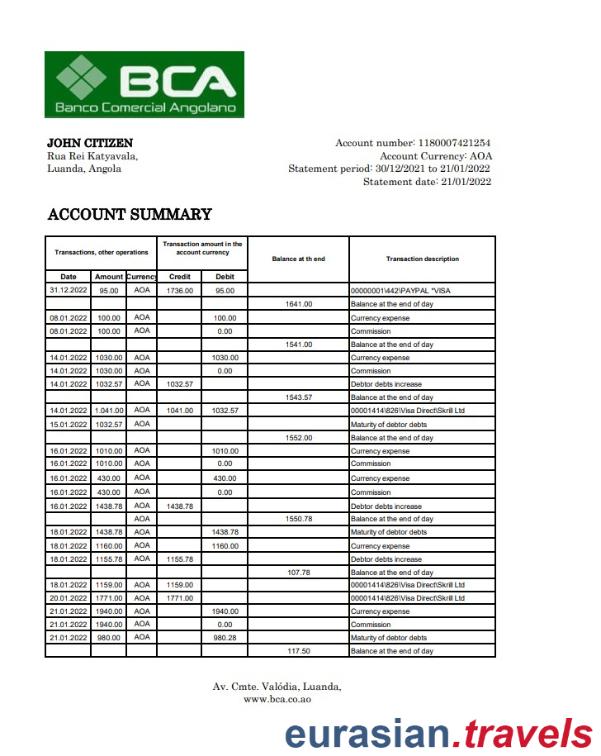 BCA
Banco Comercial Angolano
JOHN CITIZEN
Rua Rei Katyavala,
Luanda, Angola
Account number: 1180007421254
Account Currency: AOA
Statement period: 30/12/2021 to 21/01/2022
Statement date: 21/01/2022
ACCOUNT SUMMARY
Transactions, other operations Transaction amount in the account currency Balance at th end Transaction description
Date Amount Currency Credit Debit
31.12.2022 95.00 AOA 1736.00 95.00 00000001\442\PAYPAL *VISA
1641.00 Balance at the end of day
08.01.2022 100.00 AOA 100.00 Currency expense
08.01.2022 100.00 AOA 0.00 Commission
1541.00 Balance at the end of day
14.01.2022 1030.00 AOA 1030.00 Currency expense
14.01.2022 1030.00 AOA 0.00 Commission
14.01.2022 1032.57 AOA 1032.57 Debtor debts increase
1543.57 Balance at the end of day
14.01.2022 1.041.00 AOA 1041.00 1032.57 00001414\826\Visa Direct\Skrill Ltd
15.01.2022 1032.57 AOA Maturity of debtor debts
1552.00 Balance at the end of day
16.01.2022 1010.00 AOA 1010.00 Currency expense
16.01.2022 1010.00 AOA 0.00 Commission
16.01.2022 430.00 AOA 430.00 Currency expense
16.01.2022 430.00 AOA 0.00 Commission
16.01.2022 1438.78 AOA 1438.78 Debtor debts increase
AOA 1550.78 Balance at the end of day
18.01.2022 1438.78 AOA 1438.78 Maturity of debtor debts
18.01.2022 1160.00 AOA 1160.00 Currency expense
18.01.2022 1155.78 AOA 1155.78 Debtor debts increase
107.78 Balance at the end of day
18.01.2022 1159.00 AOA 1159.00 00001414\826\Visa Direct\Skrill Ltd
20.01.2022 1771.00 AOA 1771.00 00001414\826\Visa Direct\Skrill Ltd
21.01.2022 1940.00 AOA 1940.00 Currency expense
21.01.2022 1940.00 AOA 0.00 Commission
21.01.2022 980.00 AOA 980.28 Maturity of debtor debts
117.50 Balance at the end of day
Av. Cmte. Valódia, Luanda,
www.bca.co.ao
eurasian.travels